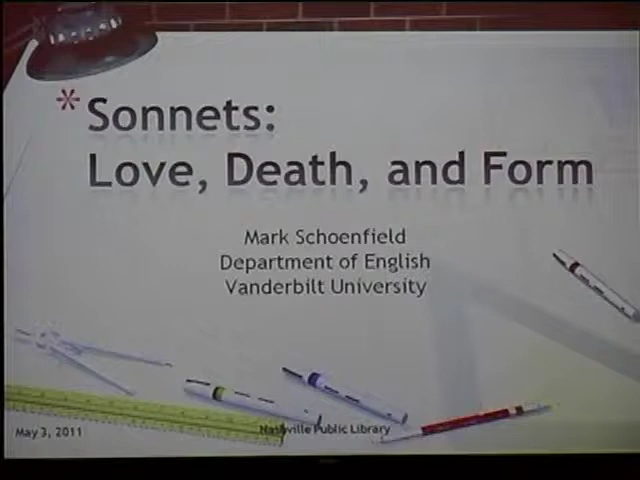 * Sonnets:
Love, Death, and Form
Mark Schoenfield
Department of English
Vanderbilt University
May 3, 2011
Nashville Public Library